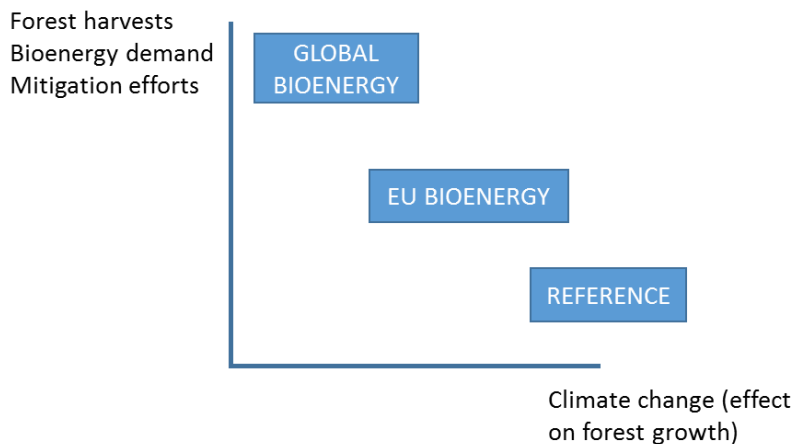 Forest harvests
Bioenergy demand
Mitigation efforts
GLOBAL
BIOENERGY
EU BIOENERGY
REFERENCE
Climate change (effect
on forest growth)